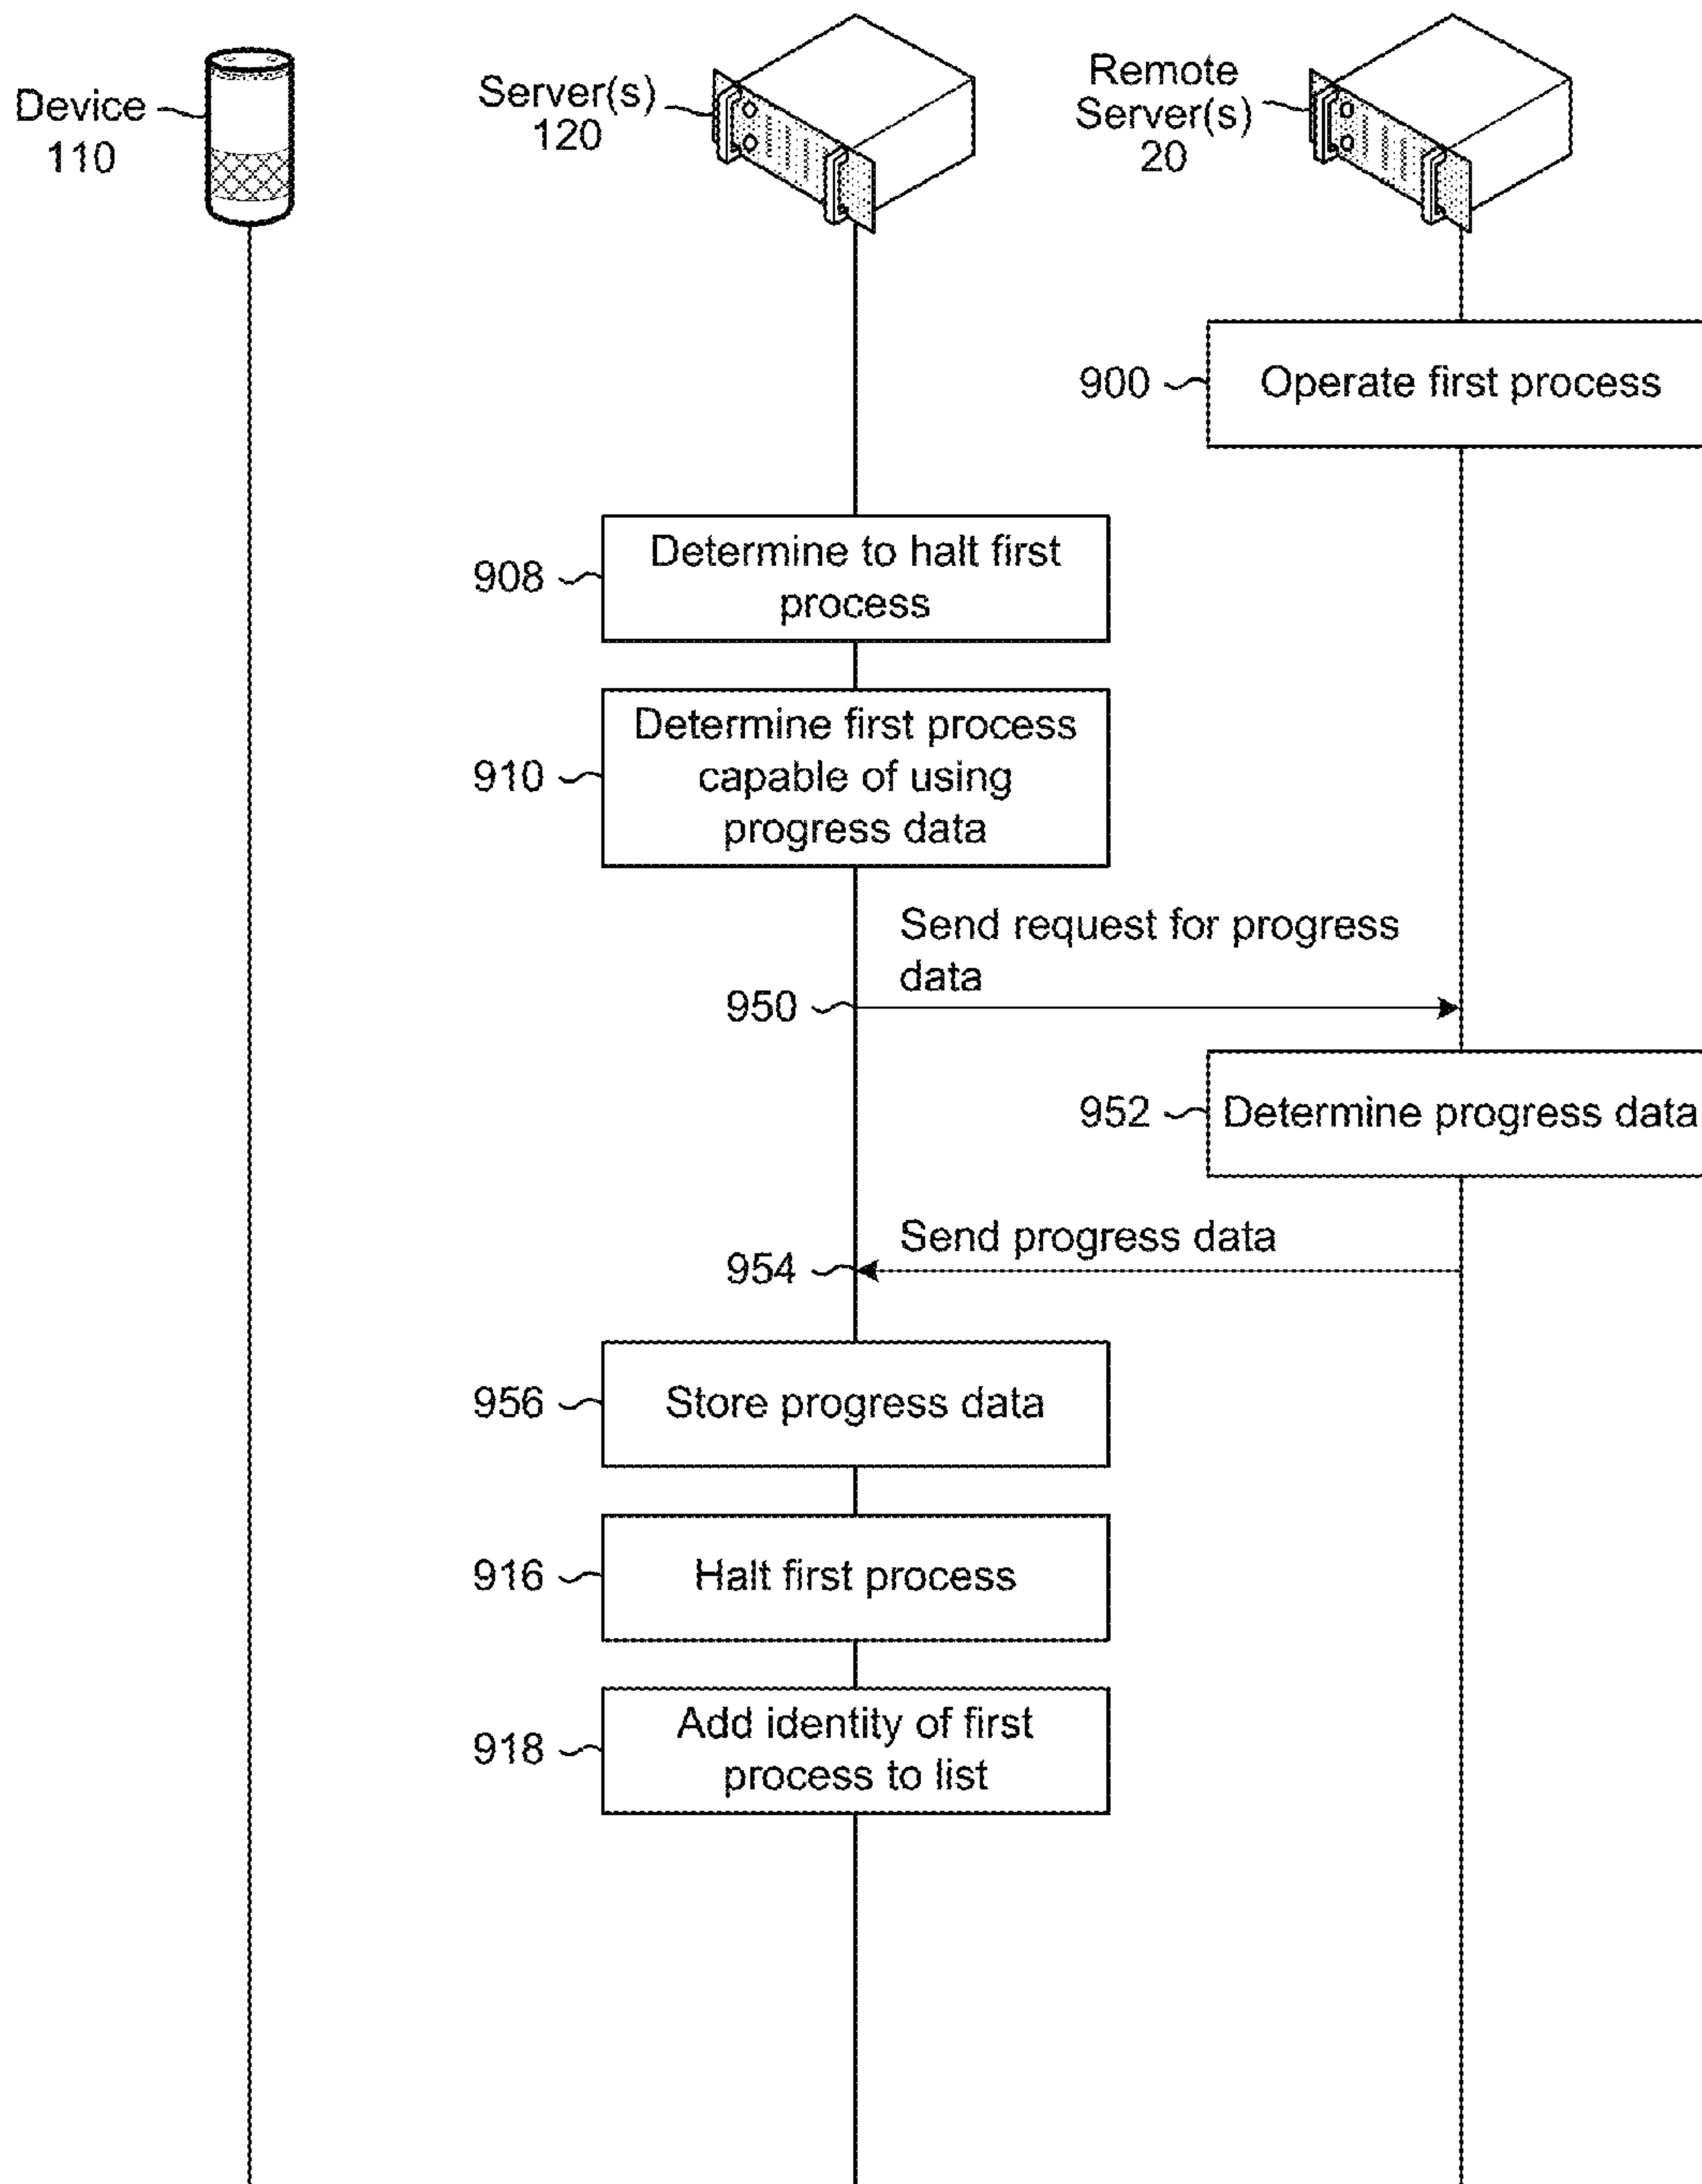 Device
110
Server(s)
120
Remote
Server(s)
20
900
Operate first process
908
Determine to halt first
process
910
Determine first process
capable of using
progress data
Send request for progress
data
950
952
Determine progress data
Send progress data
954
956
Store progress data
916
Halt first process
918
Add identity of first
process to list